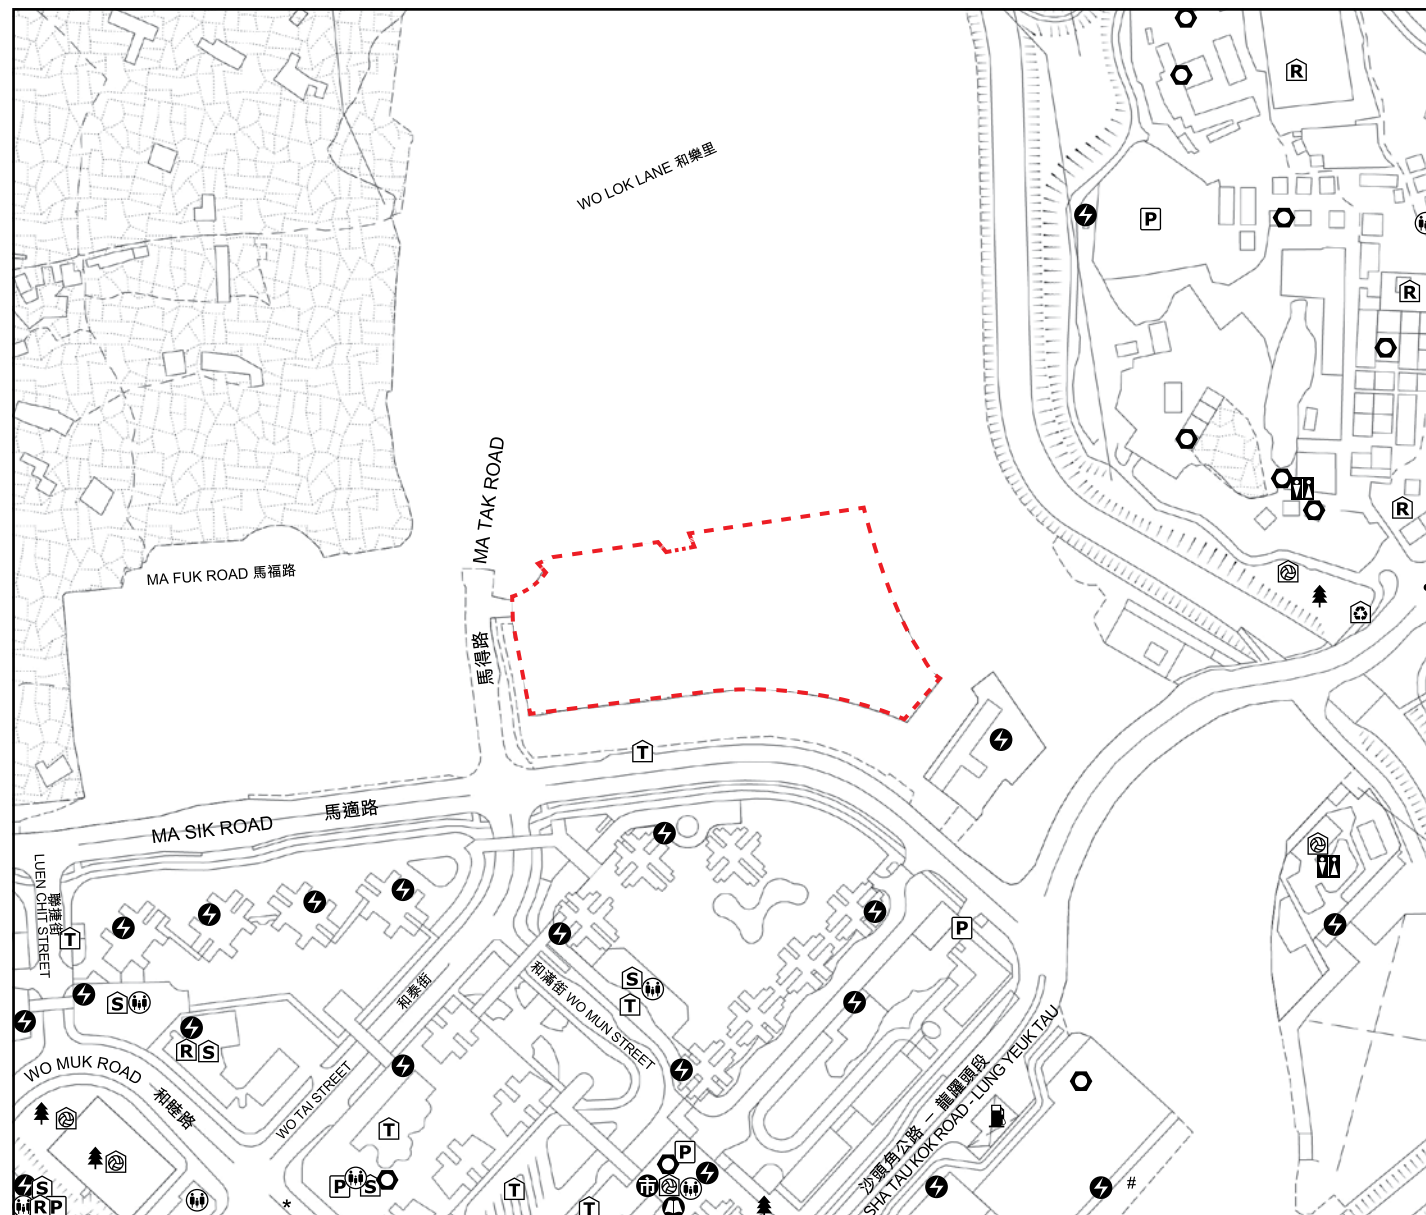 R
WO LOK LANE 和樂里
P
R
MA TAK ROAD
R
MA FUK ROAD 馬福路
馬得路
T
馬適路
MA SIK ROAD
LUEN CHIT STREET
聯捷街
T
P
和滿街 WO MUN STREET
S
T
和泰街
S
R S
WO MUK ROAD
和睦路
WO TAI STREET
沙頭角公路 – 龍躍頭段
SHA TAU KOK ROAD - LUNG YEUK TAU
T
P
P S
T
市
T
S
R P
*
#